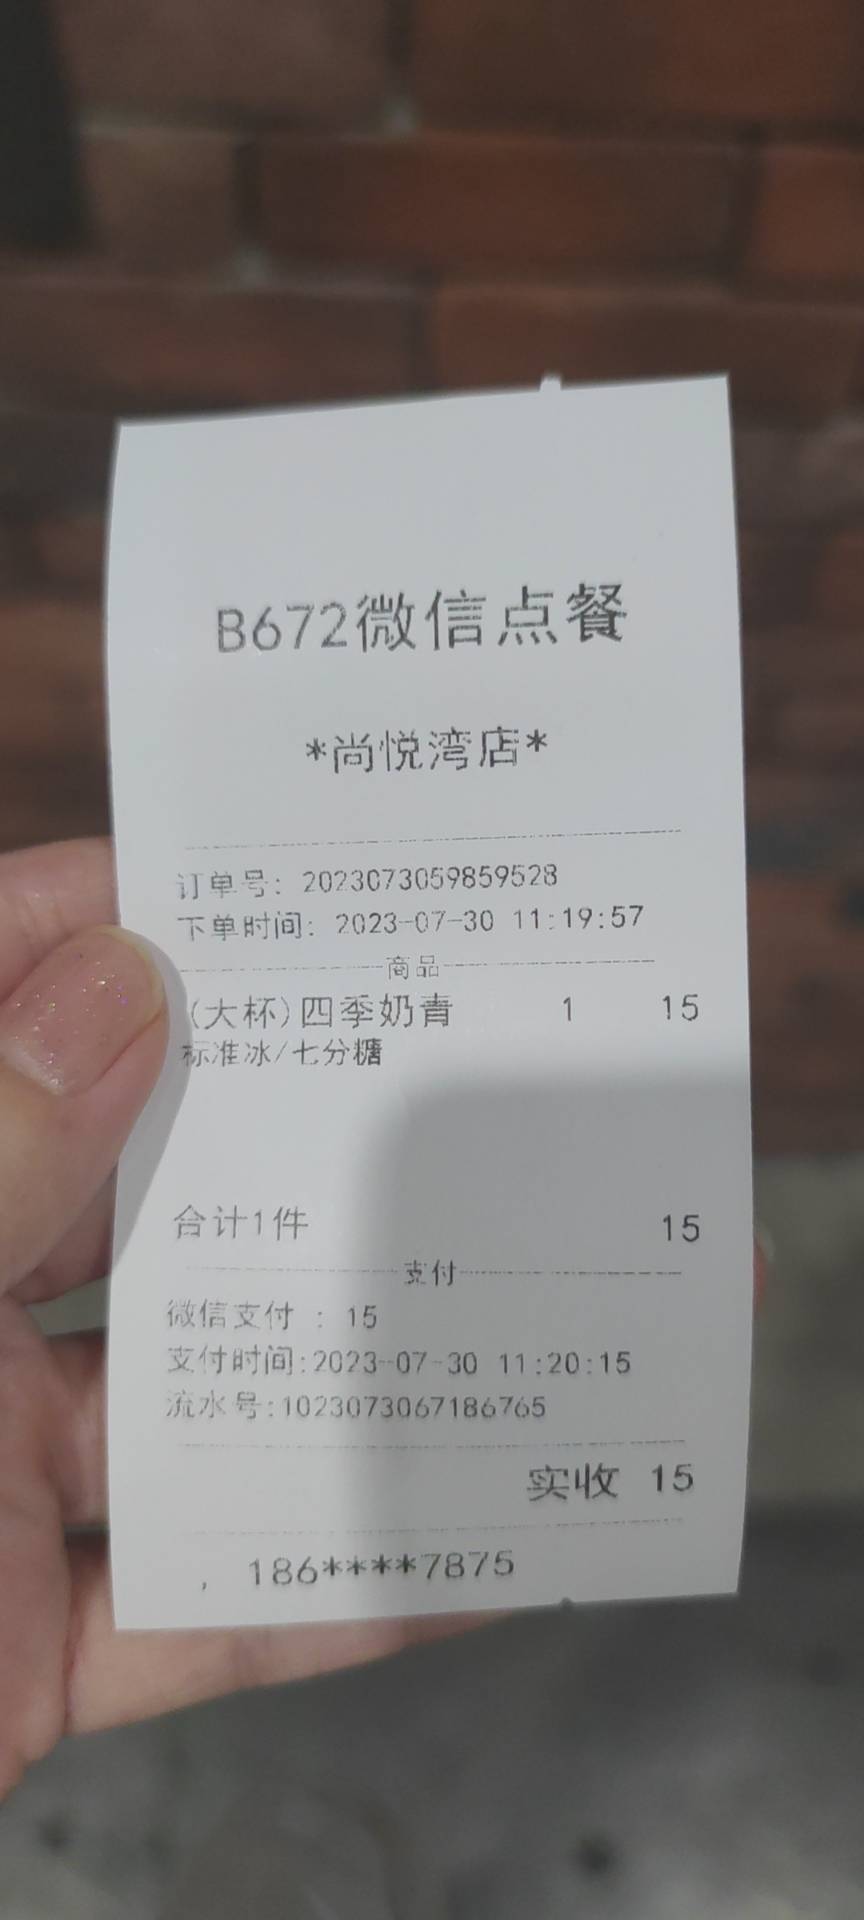 B672微信点餐
*尚悦湾店*
订单号: 2023073059859528
下单时间: 2023-07-30 11:19:57
商品
(大杯)四季奶青 1 15
标准冰/七分糖
合计1件 15
支付
微信支付 : 15
支付时间:2023-07-30 11:20:15
流水号:1023073067186765
实收 15
, 186****7875